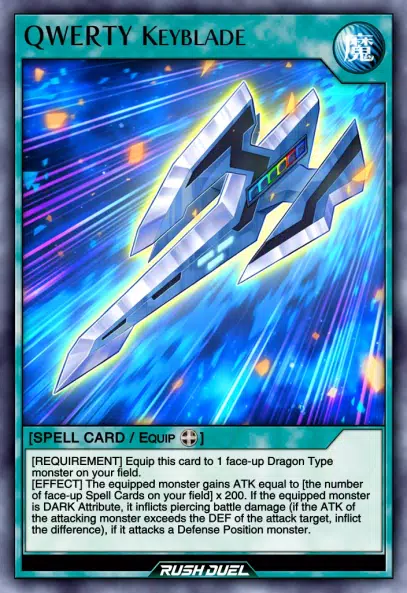 QWERTY KEYBLADE
魔
[SPELL CARD / EQUIP ]
[REQUIREMENT] Equip this card to 1 face-up Dragon Type
monster on your field.
[EFFECT] The equipped monster gains ATK equal to [the number
of face-up Spell Cards on your field] x 200. If the equipped monster
is DARK Attribute, it inflicts piercing battle damage (if the ATK of
the attacking monster exceeds the DEF of the attack target, inflict
the difference), if it attacks a Defense Position monster.
RUSH DUEL